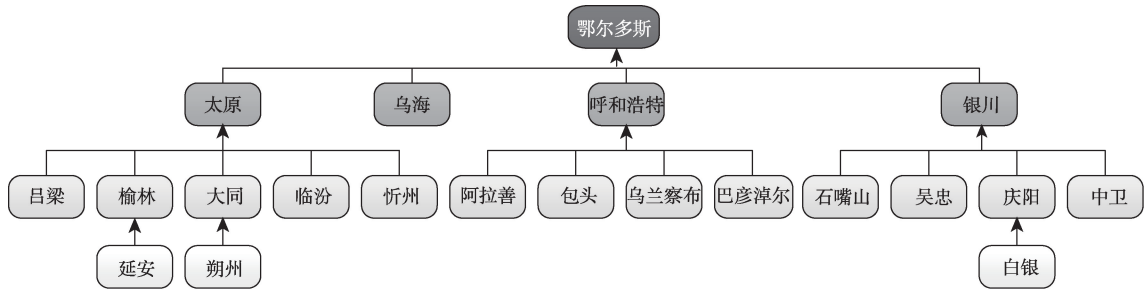 鄂尔多斯
太原
乌海
呼和浩特
银川
吕梁
榆林
大同
临汾
忻州
阿拉善
包头
乌兰察布
巴彦淖尔
石嘴山
吴忠
庆阳
中卫
延安
朔州
白银